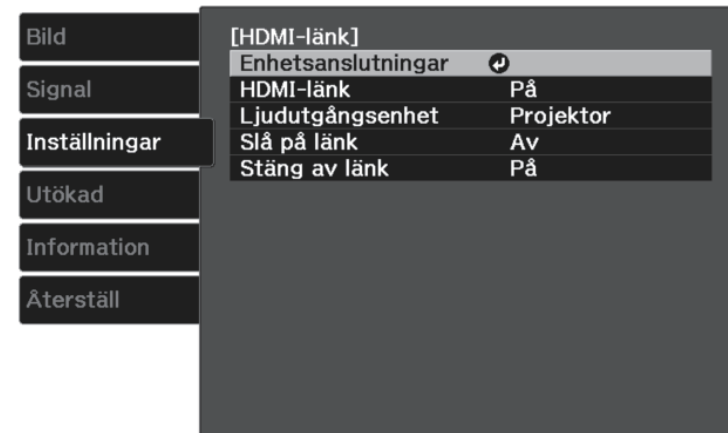 Bild
Signal
Inställningar
Utökad
Information
Återställ
[HDMI-länk]
Enhetsanslutningar
HDMI-länk På
Ljudutgångsenhet Projektor
Slå på länk Av
Stäng av länk På